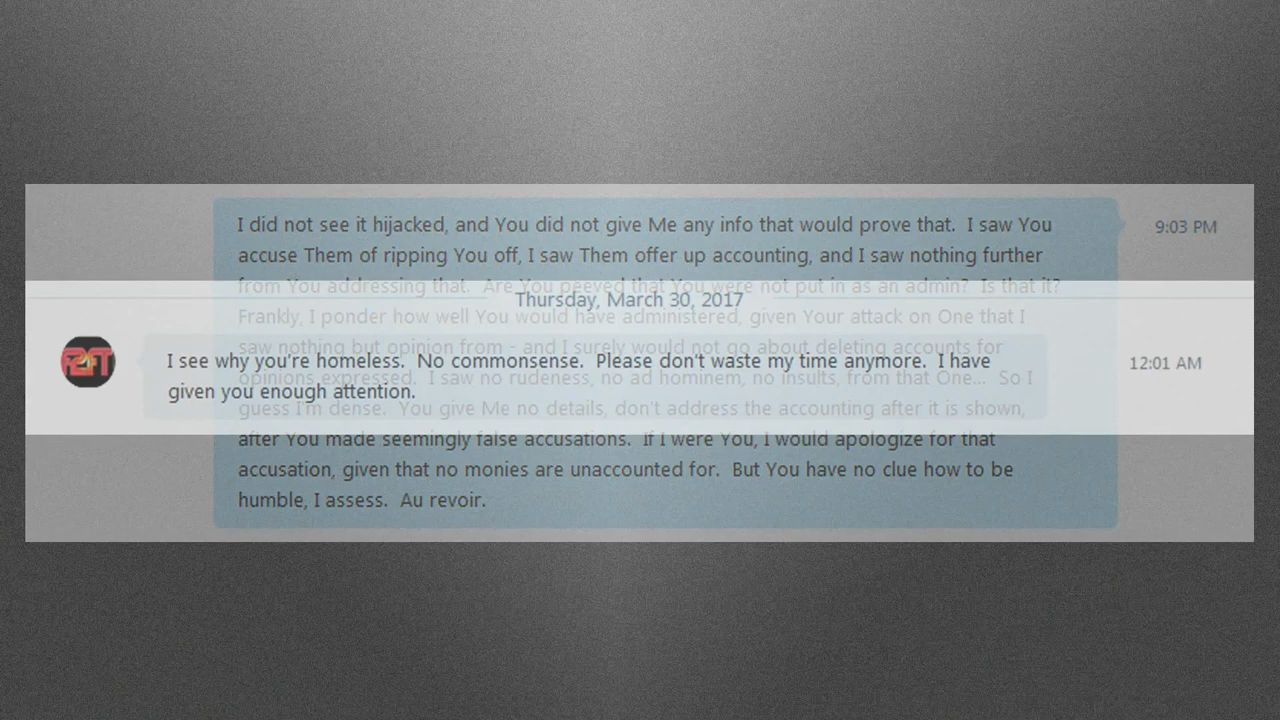 I did not see it hijacked, and You did not give Me any info that would prove that.  I saw You
9:03 PM
accuse Them of ripping You off, I saw Them offer up accounting, and I saw nothing further
from You addressing that.  Are You peeved that You were not put in as an admin?  Is that it?
Thursday, March 30, 2017
Frankly, I ponder how well You would have administered, given Your attack on One that I
saw nothing but opinion from - and I surely would not go about deleting accounts for
I see why you're homeless.  No commonsense.  Please don't waste my time anymore.  I have
12:01 AM
opinions expressed.  I saw no rudeness, no ad hominem, no insults, from that One...  So I
given you enough attention.
guess I'm dense.  You give Me no details, don't address the accounting after it is shown,
after You made seemingly false accusations.  If I were You, I would apologize for that
accusation, given that no monies are unaccounted for.  But You have no clue how to be
humble, I assess.  Au revoir.